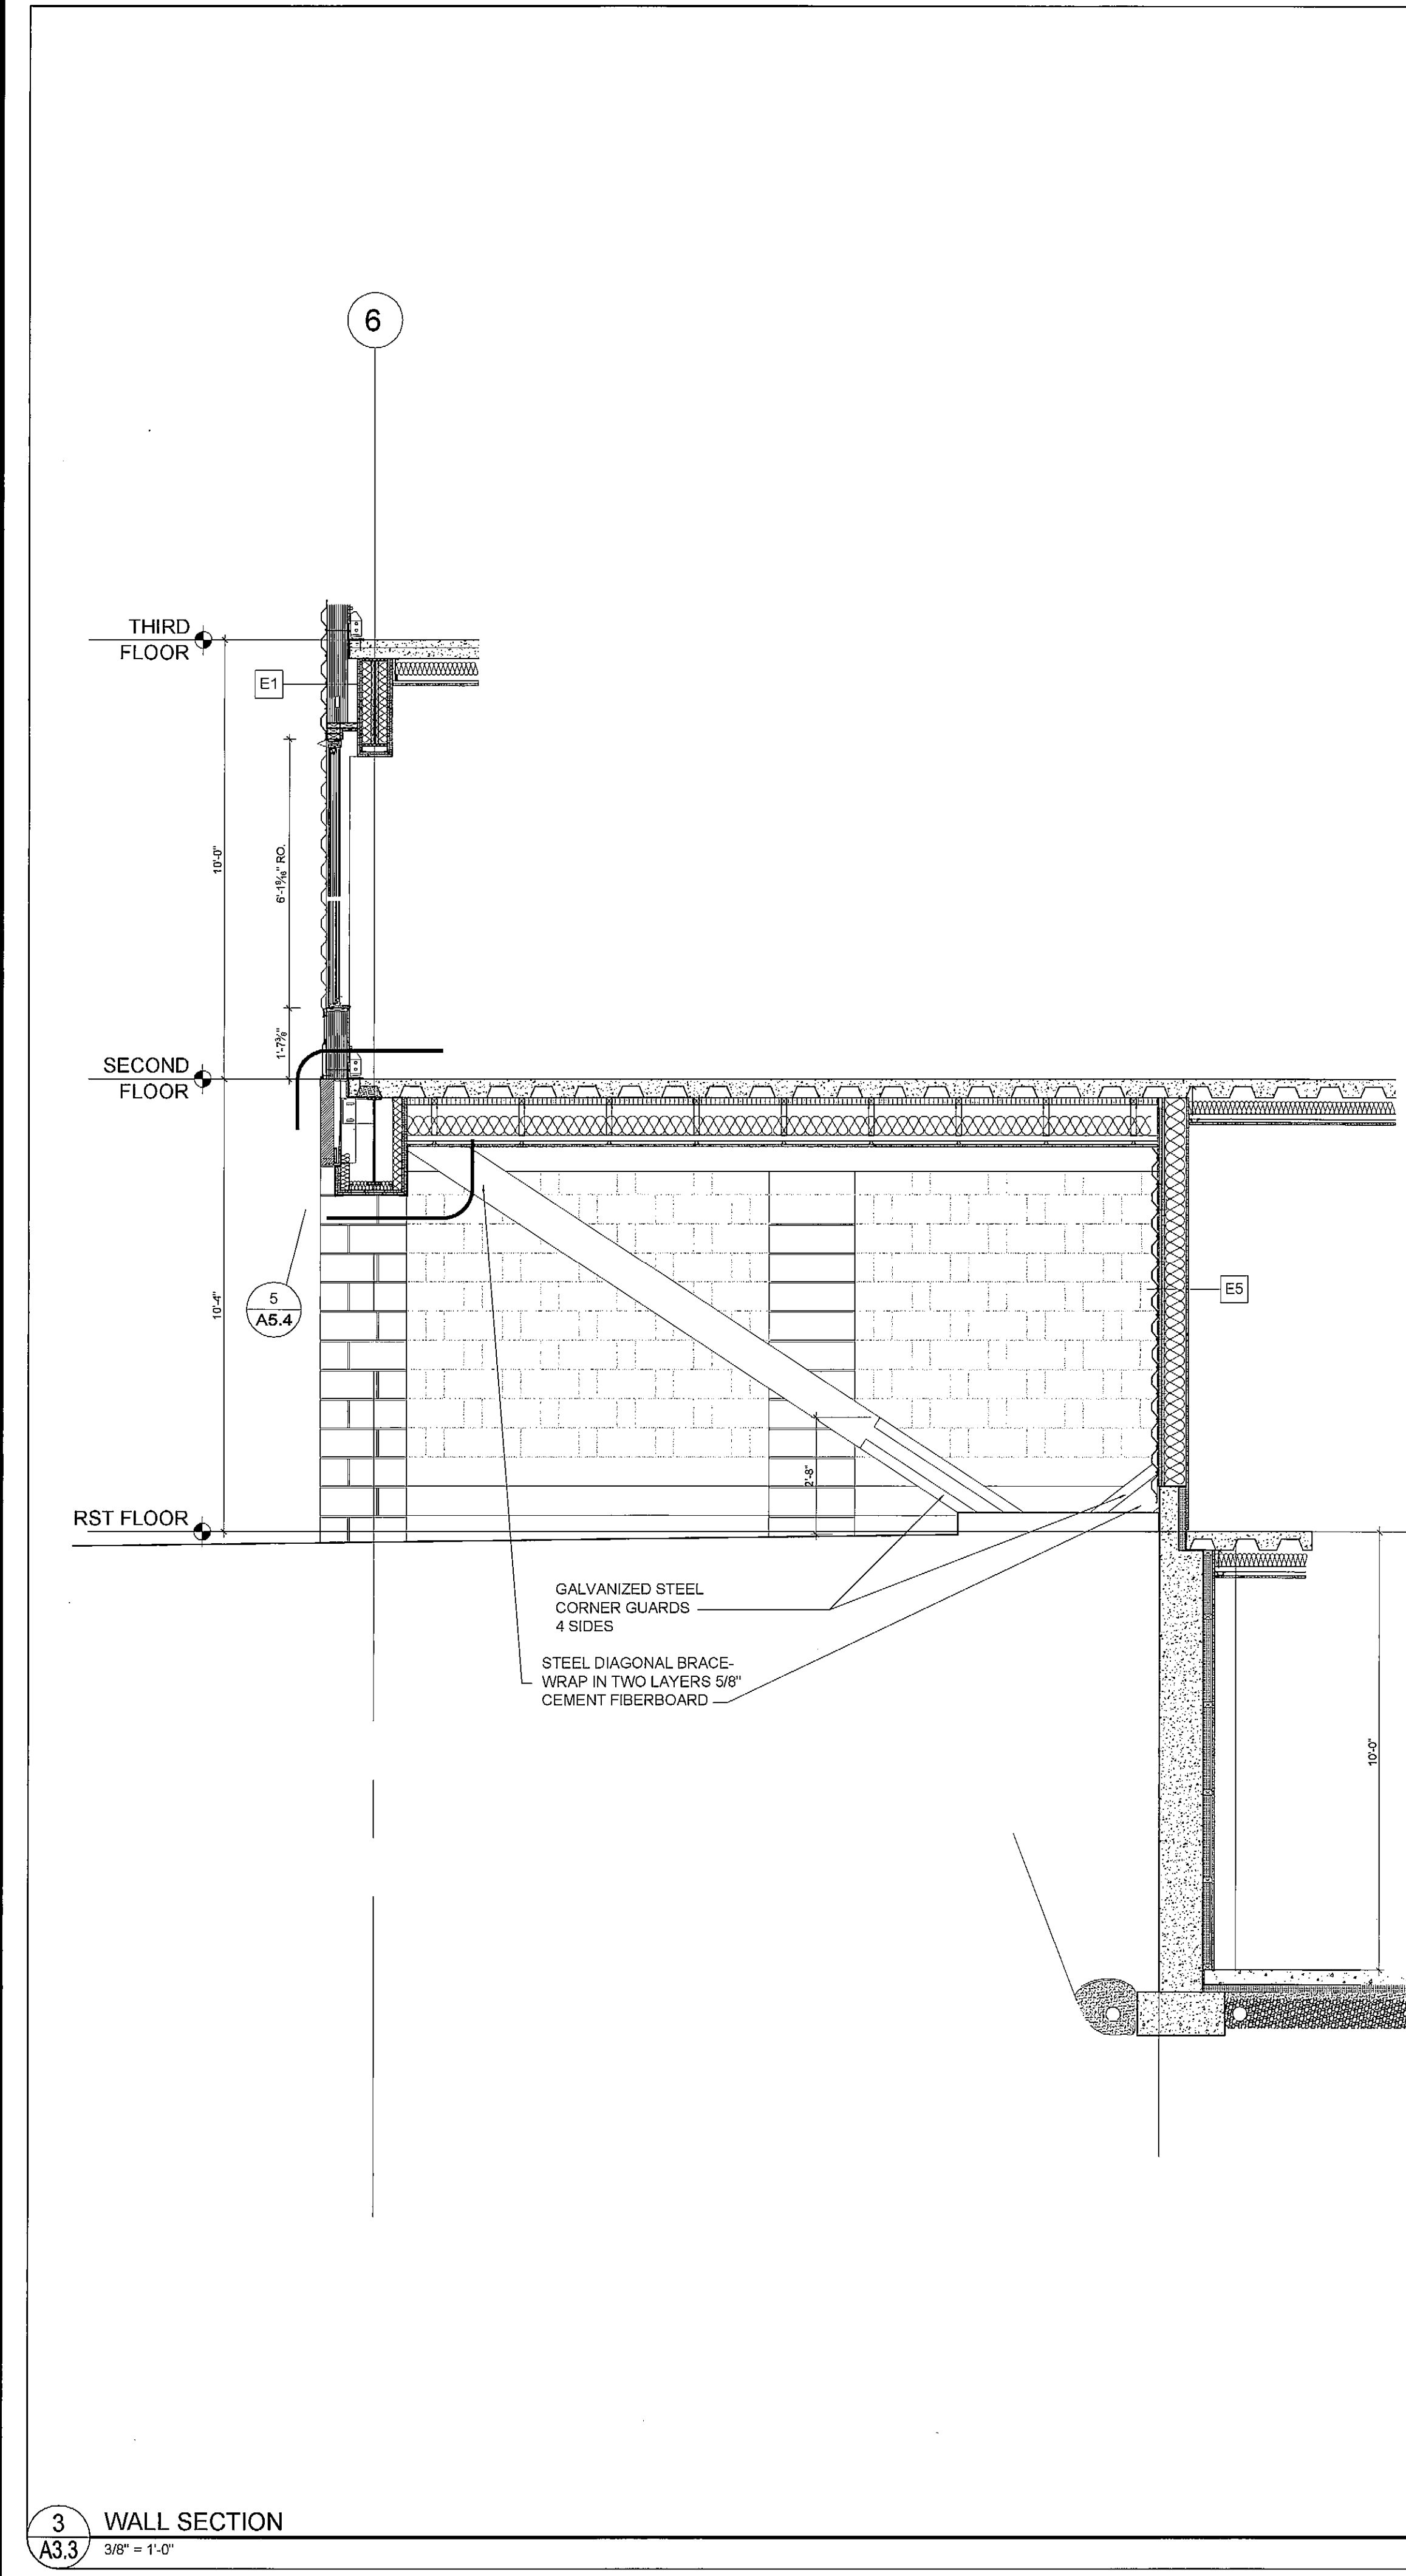 6
THIRD
FLOOR
E1
10'-0"
6'-1 9/16" RO.
1'-7 7/8"
SECOND
FLOOR
5
A5.4
10'-4"
E5
2'-8"
RST FLOOR
GALVANIZED STEEL
CORNER GUARDS
4 SIDES
STEEL DIAGONAL BRACE-
WRAP IN TWO LAYERS 5/8"
CEMENT FIBERBOARD
10'-0"
3
A3.3
WALL SECTION
3/8" = 1'-0"